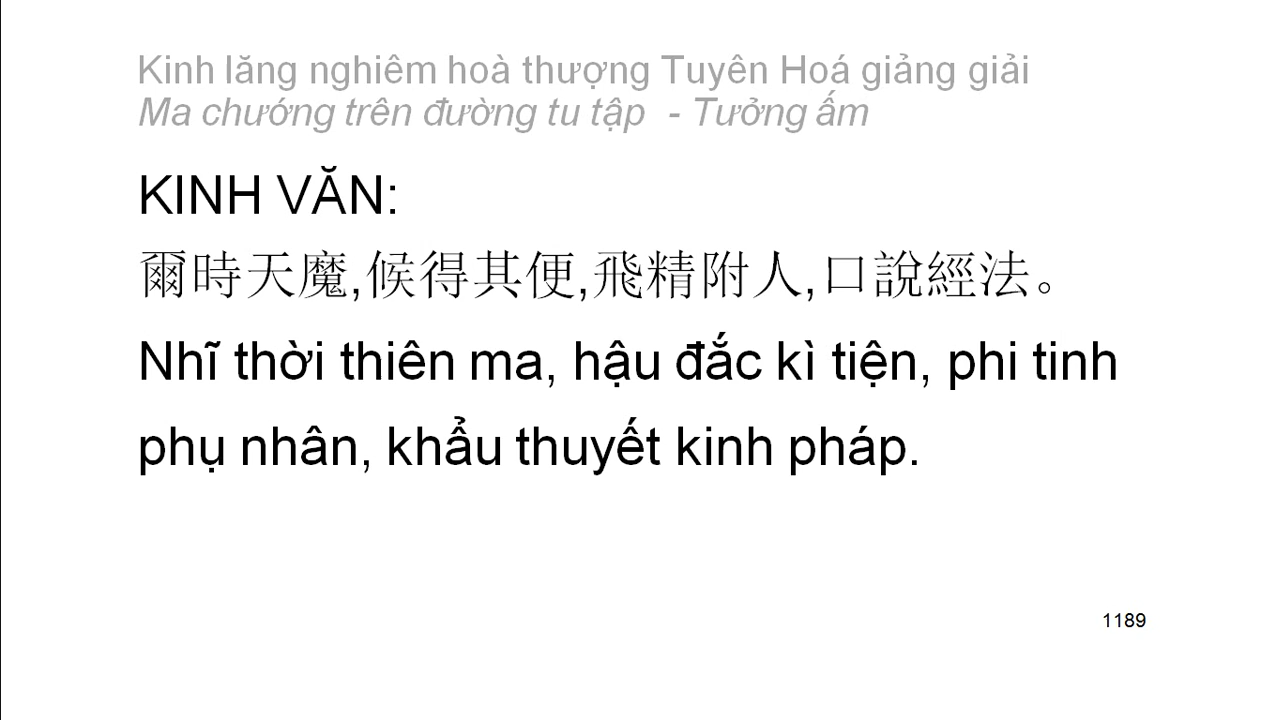 Kinh lăng nghiêm hoà thượng Tuyên Hoá giảng giải
Ma chướng trên đường tu tập - Tưởng ấm
KINH VĂN:
爾時天魔,候得其便,飛精附人,口說經法。
Nhĩ thời thiên ma, hậu đắc kì tiện, phi tinh
phụ nhân, khẩu thuyết kinh pháp.
1189